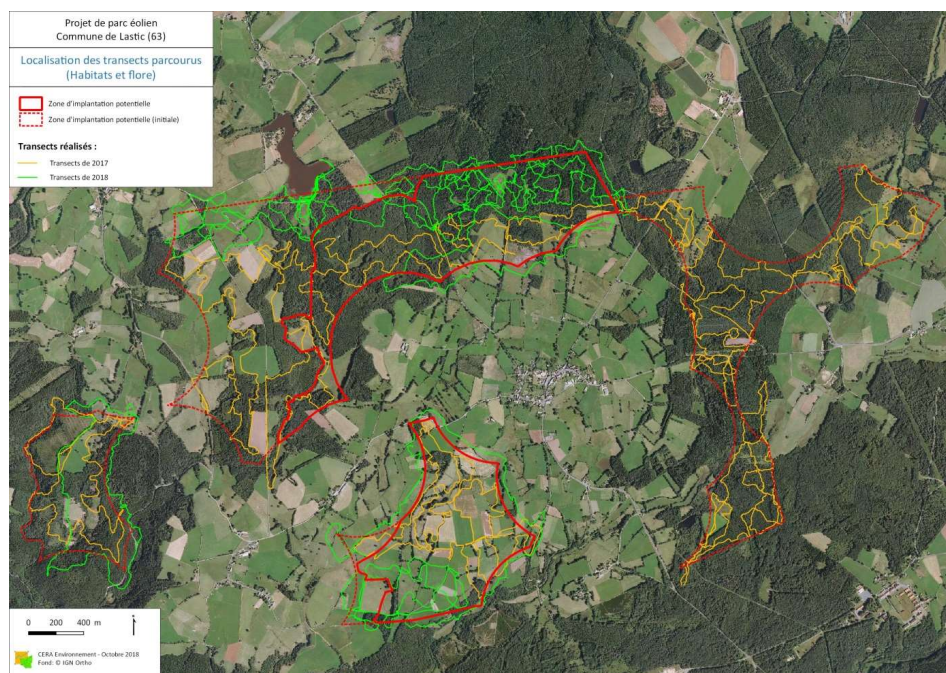 Projet de parc éolien
Commune de Lastic (63)
Localisation des transects parcourus
(Habitats et flore)
Zone d'implantation potentielle
Zone d'implantation potentielle (initiale)
Transects réalisés :
Transects de 2017
Transects de 2018
0 200 400 m
CERA Environnement - Octobre 2018
Fond: © IGN Ortho